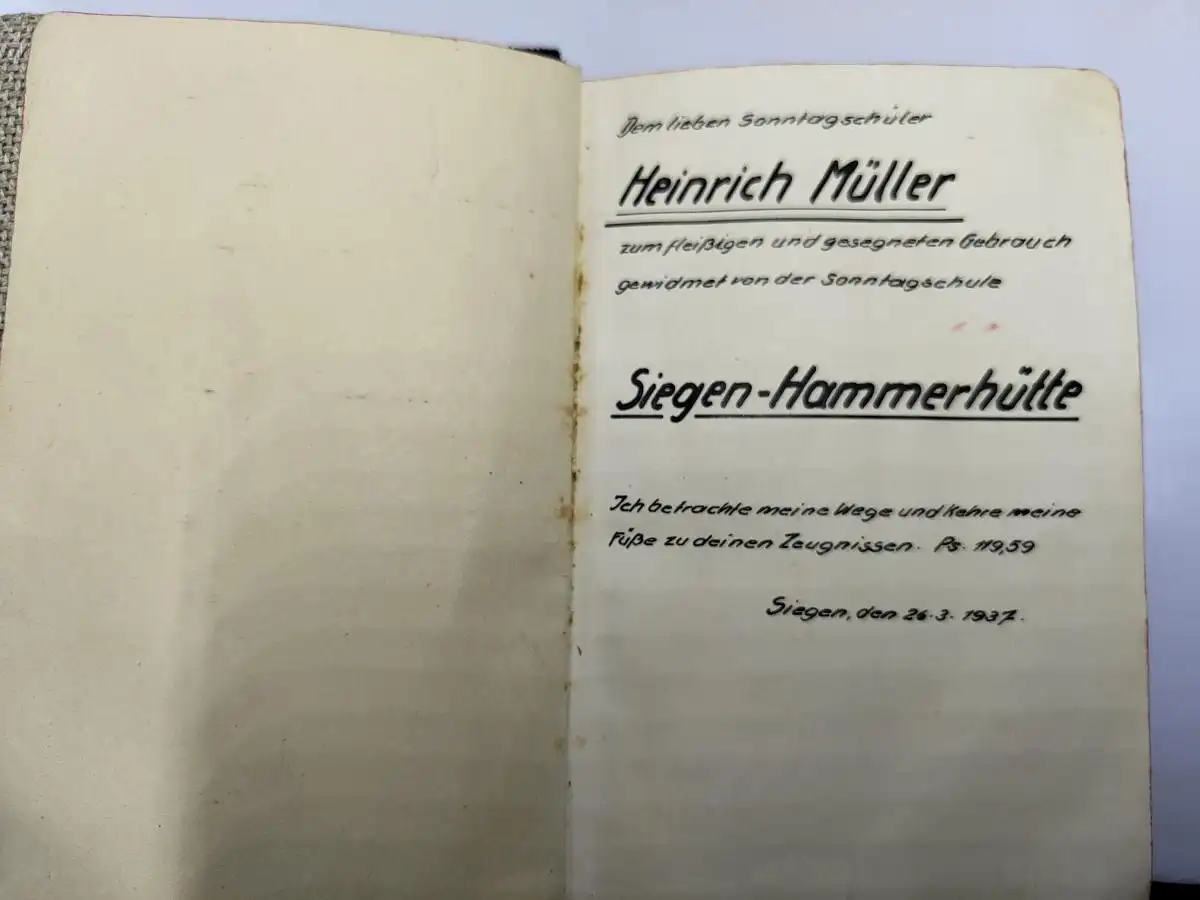 Dem lieben Sonntagschüler
Heinrich Müller
zum fleißigen und gesegneten Gebrauch
gewidmet von der Sonntagschule
Siegen-Hammerhütte
Ich betrachte meine Wege und kehre meine
Füße zu deinen Zeugnissen. Ps. 119,59
Siegen, den 26.3.1937.